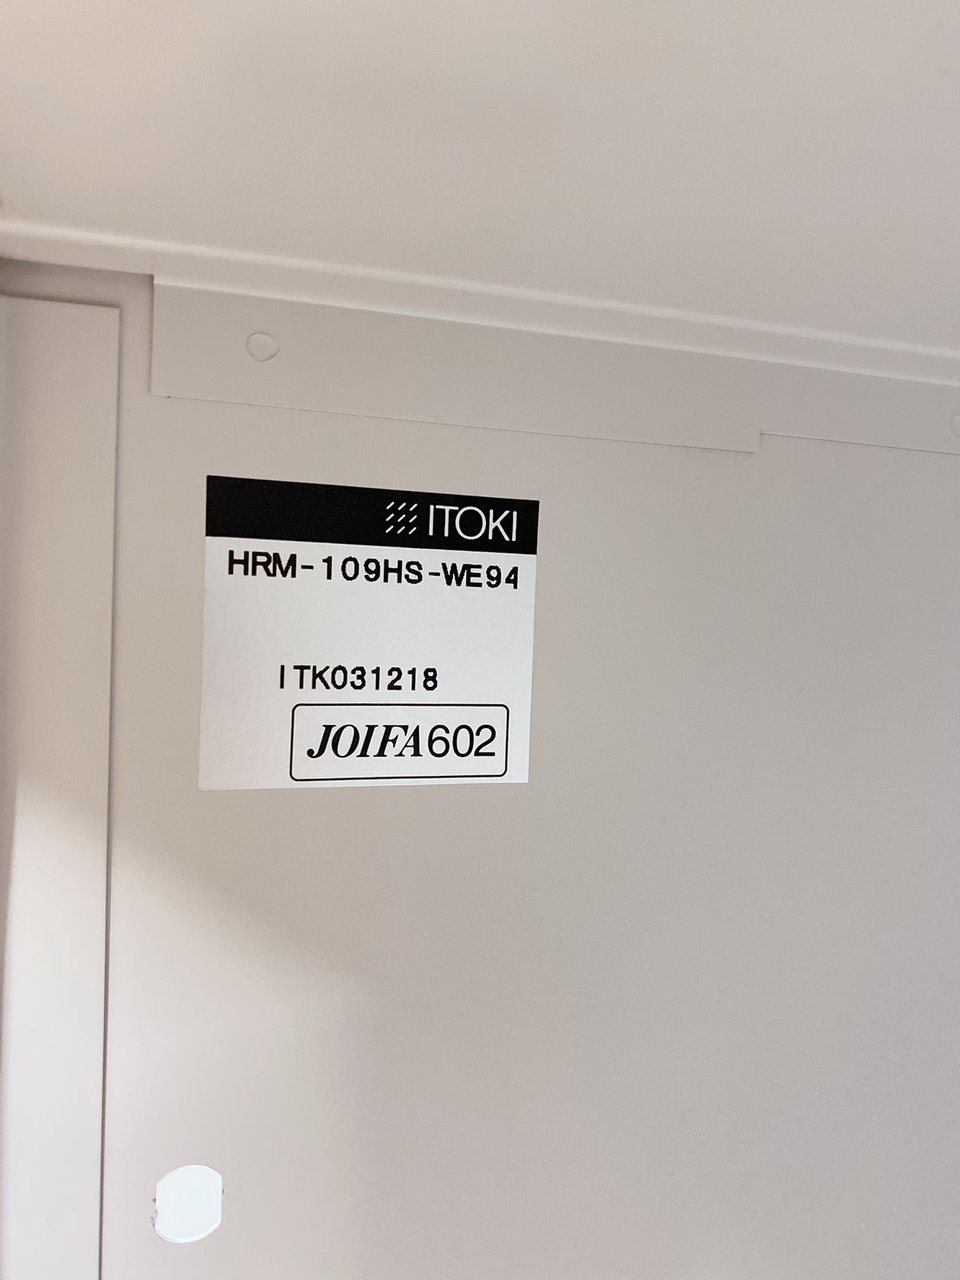 ITOKI
HRM-109HS-WE94
ITK031218
JOIFA602